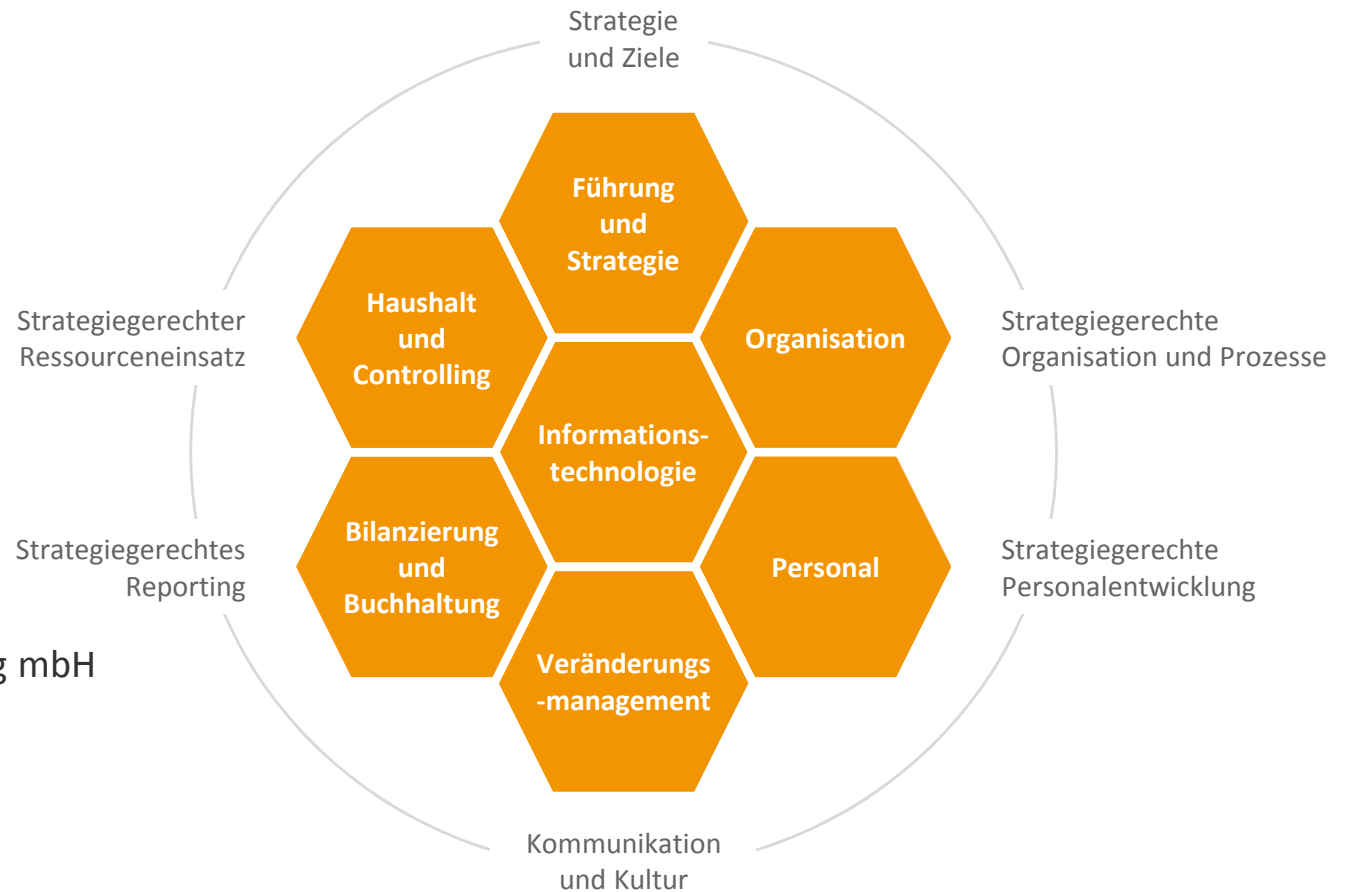 Strategie
und Ziele
Führung
und
Strategie
Haushalt
und
Controlling
Organisation
Strategiegerechter
Ressourceneinsatz
Strategiegerechte
Organisation und Prozesse
Informations-
technologie
Bilanzierung
und
Buchhaltung
Personal
Strategiegerechtes
Reporting
Strategiegerechte
Personalentwicklung
g mbH
Veränderungs
-management
Kommunikation
und Kultur